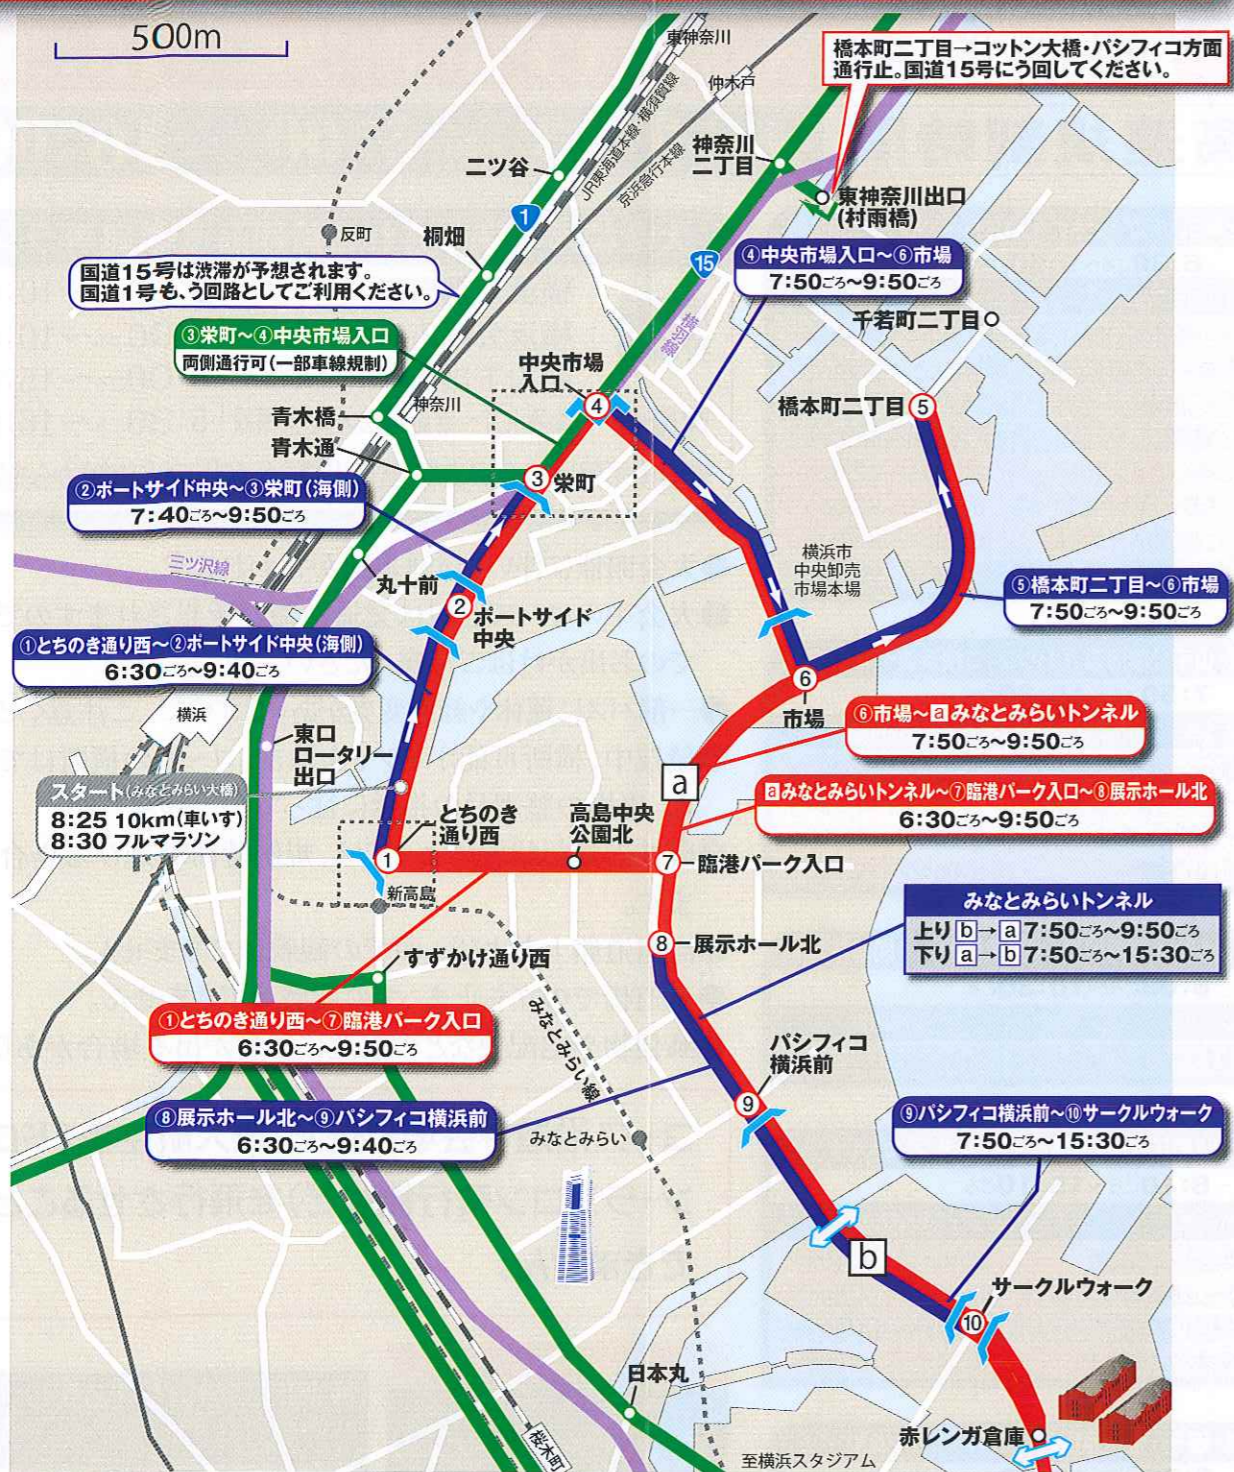 500m
東神奈川
橋本町二丁目→コットン大橋・パシフィコ方面
通行止。国道15号にう回してください。
仲木戸
JR東海道本線・横須賀線
京浜急行本線
神奈川
二丁目
二ツ谷
東神奈川出口
(村雨橋)
1
反町
桐畑
15
④中央市場入口～⑥市場
7:50ごろ～9:50ごろ
国道15号は渋滞が予想されます。
国道1号も、う回路としてご利用ください。
千若町二丁目
横羽線
③栄町～④中央市場入口
両側通行可(一部車線規制)
中央市場
入口
神奈川
4
橋本町二丁目
5
青木橋
青木通
3
栄町
②ポートサイド中央～③栄町(海側)
7:40ごろ～9:50ごろ
三ツ沢線
丸十前
横浜市
中央卸売
市場本場
⑤橋本町二丁目～⑥市場
7:50ごろ～9:50ごろ
2
ポートサイド
中央
①とちのき通り西～②ポートサイド中央(海側)
6:30ごろ～9:40ごろ
6
市場
横浜
東口
ロータリー
出口
⑥市場～aみなとみらいトンネル
7:50ごろ～9:50ごろ
a
スタート(みなとみらい大橋)
8:25 10km(車いす)
8:30 フルマラソン
aみなとみらいトンネル～⑦臨港パーク入口～⑧展示ホール北
6:30ごろ～9:50ごろ
とちのき
通り西
高島中央
公園北
1
7
臨港パーク入口
新高島
みなとみらいトンネル
上り b→a 7:50ごろ～9:50ごろ
下り a→b 7:50ごろ～15:30ごろ
8
展示ホール北
すずかけ通り西
①とちのき通り西～⑦臨港パーク入口
6:30ごろ～9:50ごろ
みなとみらい線
パシフィコ
横浜前
9
⑧展示ホール北～⑨パシフィコ横浜前
6:30ごろ～9:40ごろ
みなとみらい
⑨パシフィコ横浜前～⑩サークルウォーク
7:50ごろ～15:30ごろ
b
サークルウォーク
10
日本丸
桜木町
赤レンガ倉庫
至横浜スタジアム